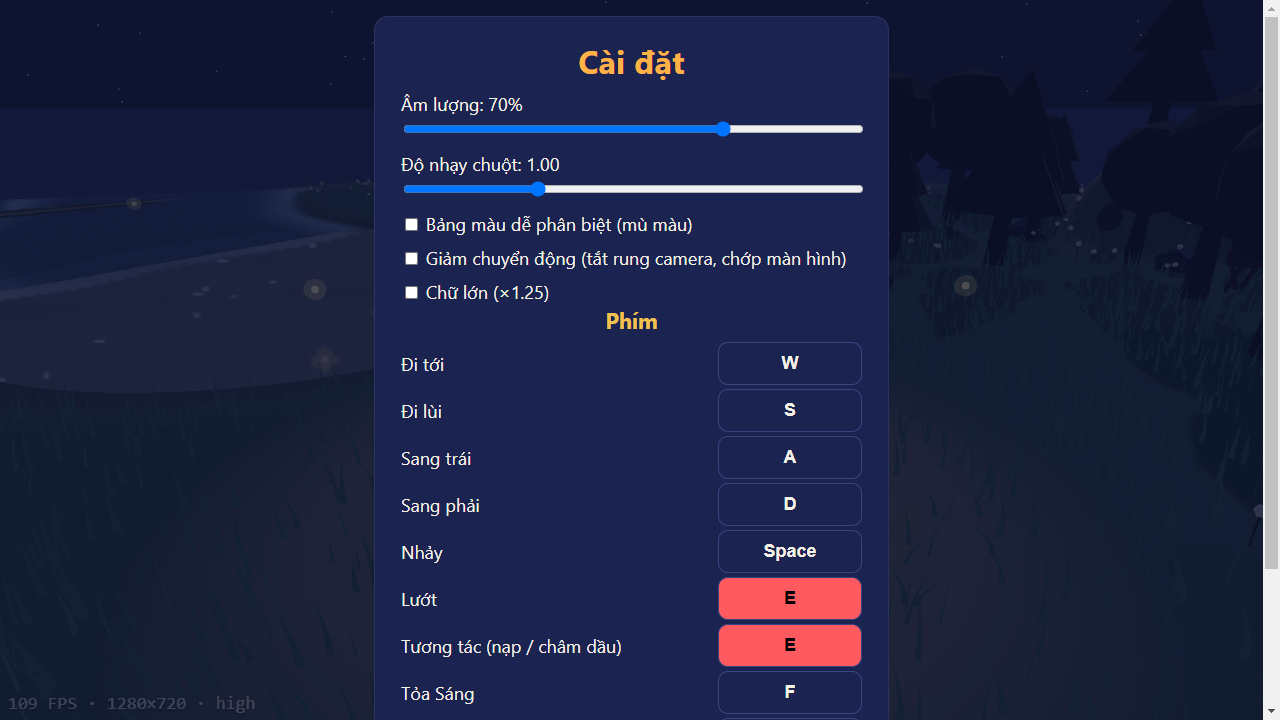 Cài đặt
Âm lượng: 70%
Độ nhạy chuột: 1.00
Bảng màu dễ phân biệt (mù màu)
Giảm chuyển động (tắt rung camera, chớp màn hình)
Chữ lớn (×1.25)
Phím
Đi tới W
Đi lùi S
Sang trái A
Sang phải D
Nhảy Space
Lướt E
Tương tác (nạp / châm dầu) E
Tỏa Sáng F
109 FPS · 1280×720 · high